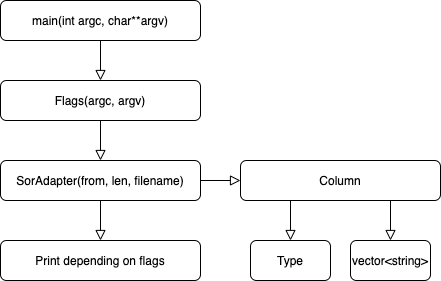 main(int argc, char**argv)
Flags(argc, argv)
SorAdapter(from, len, filename)
Column
Print depending on flags
Type
vector<string>